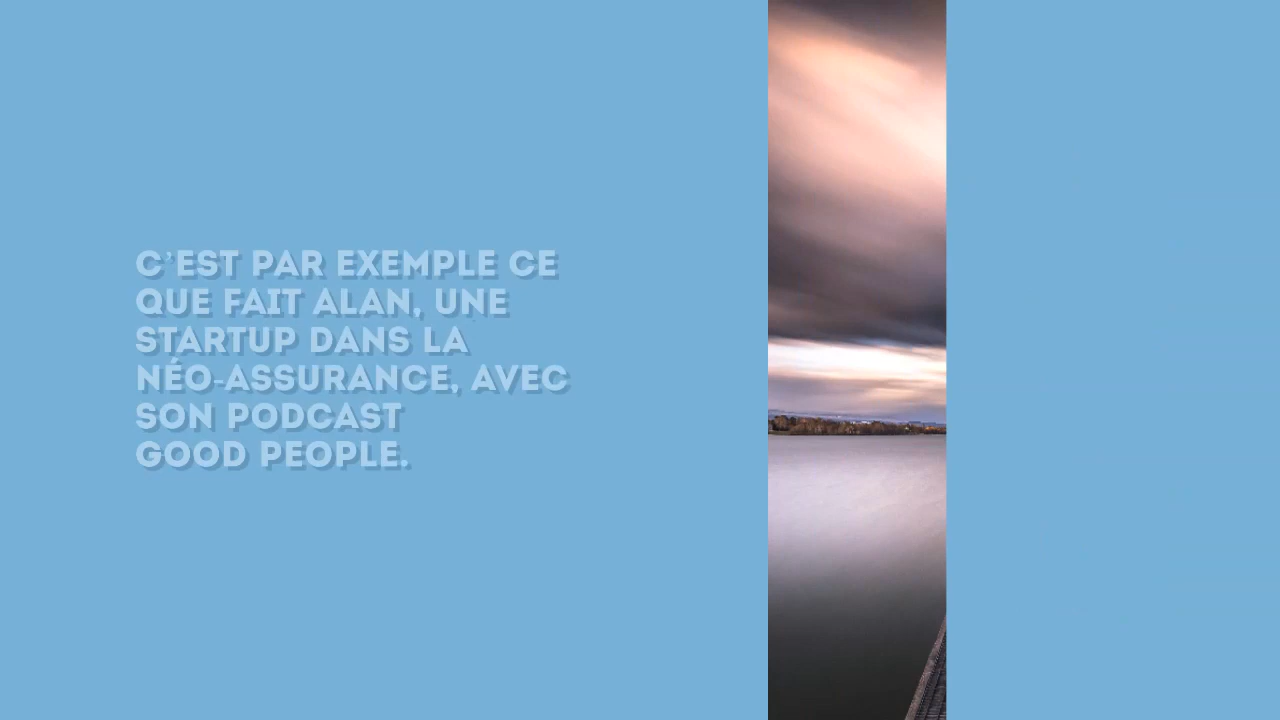 C'EST PAR EXEMPLE CE
QUE FAIT ALAN, UNE
STARTUP DANS LA
NÉO-ASSURANCE, AVEC
SON PODCAST
GOOD PEOPLE.